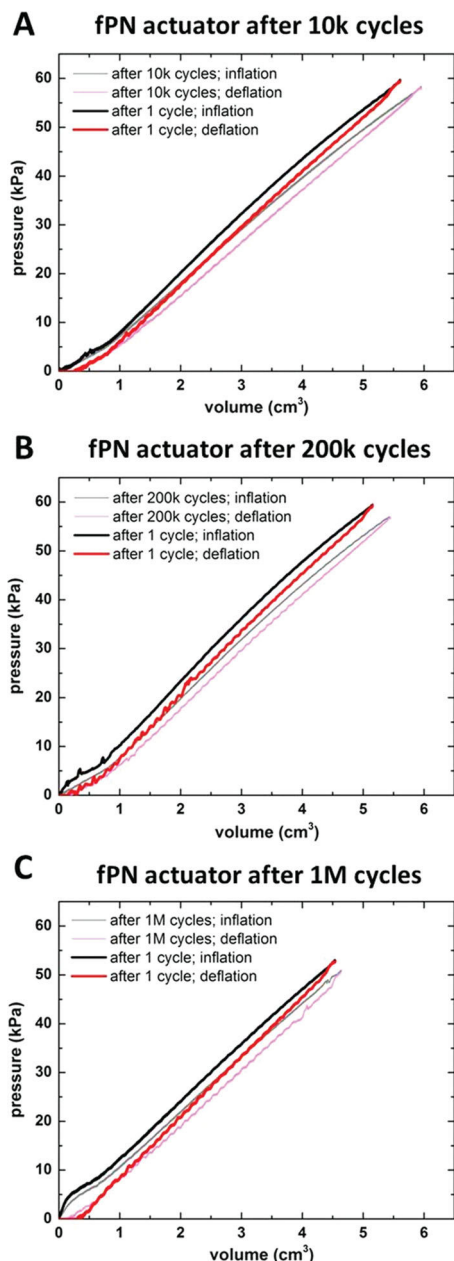 A
fPN actuator after 10k cycles
after 10k cycles; inflation
after 10k cycles; deflation
after 1 cycle; inflation
after 1 cycle; deflation
pressure (kPa)
60
50
40
30
20
10
0
0 1 2 3 4 5 6
volume (cm³)
B
fPN actuator after 200k cycles
after 200k cycles; inflation
after 200k cycles; deflation
after 1 cycle; inflation
after 1 cycle; deflation
pressure (kPa)
60
50
40
30
20
10
0
0 1 2 3 4 5 6
volume (cm³)
C
fPN actuator after 1M cycles
after 1M cycles; inflation
after 1M cycles; deflation
after 1 cycle; inflation
after 1 cycle; deflation
pressure (kPa)
60
50
40
30
20
10
0
0 1 2 3 4 5 6
volume (cm³)